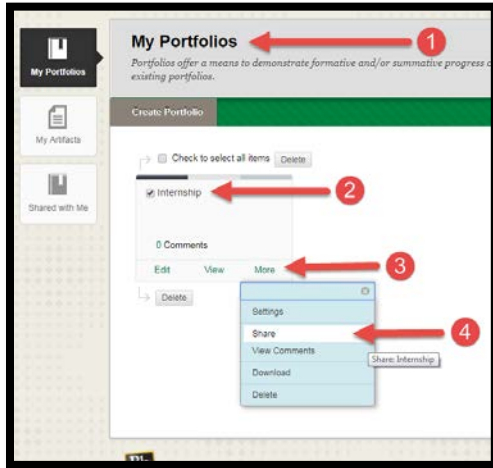 My Portfolios
1
Portfolios offer a means to demonstrate formative and/or summative progress
existing portfolios.
My Portfolios
Create Portfolio
My Artifacts
Check to select all items Delete
Shared with Me
Internship
2
0 Comments
Edit View More
3
Delete
Settings
Share
4
View Comments
Share: Internship
Download
Delete
Bb